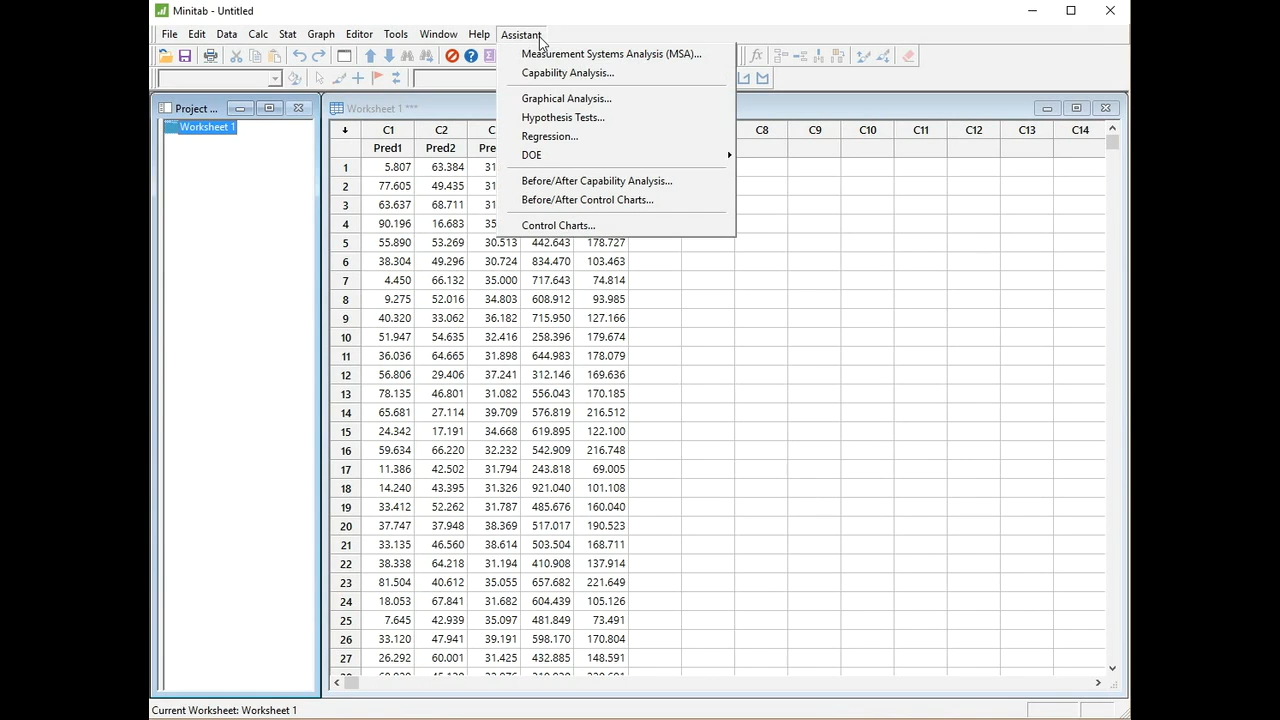 Minitab - Untitled
File Edit Data Calc Stat Graph Editor Tools Window Help Assistant
Measurement Systems Analysis (MSA)...
Capability Analysis...
Graphical Analysis...
Hypothesis Tests...
Regression...
DOE
Before/After Capability Analysis...
Before/After Control Charts...
Control Charts...
Project ...
Worksheet 1
Worksheet 1 ***
C1 C2 C8 C9 C10 C11 C12 C13 C14
Pred1 Pred2
1 5.807 63.384
2 77.605 49.435
3 63.637 68.711
4 90.196 16.683
5 55.890 53.269 30.513 442.643 178.727
6 38.304 49.296 30.724 834.470 103.463
7 4.450 66.132 35.000 717.643 74.814
8 9.275 52.016 34.803 608.912 93.985
9 40.320 33.062 36.182 715.950 127.166
10 51.947 54.635 32.416 258.396 179.674
11 36.036 64.665 31.898 644.983 178.079
12 56.806 29.406 37.241 312.146 169.636
13 78.135 46.801 31.082 556.043 170.185
14 65.681 27.114 39.709 576.819 216.512
15 24.342 17.191 34.668 619.895 122.100
16 59.634 66.220 32.232 542.909 216.748
17 11.386 42.502 31.794 243.818 69.005
18 14.240 43.395 31.326 921.040 101.108
19 33.412 52.262 31.787 485.676 160.040
20 37.747 37.948 38.369 517.017 190.523
21 33.135 46.560 38.614 503.504 168.711
22 38.338 64.218 31.194 410.908 137.914
23 81.504 40.612 35.055 657.682 221.649
24 18.053 67.841 31.682 604.439 105.126
25 7.645 42.939 35.097 481.849 73.491
26 33.120 47.941 39.191 598.170 170.804
27 26.292 60.001 31.425 432.885 148.591
Current Worksheet: Worksheet 1